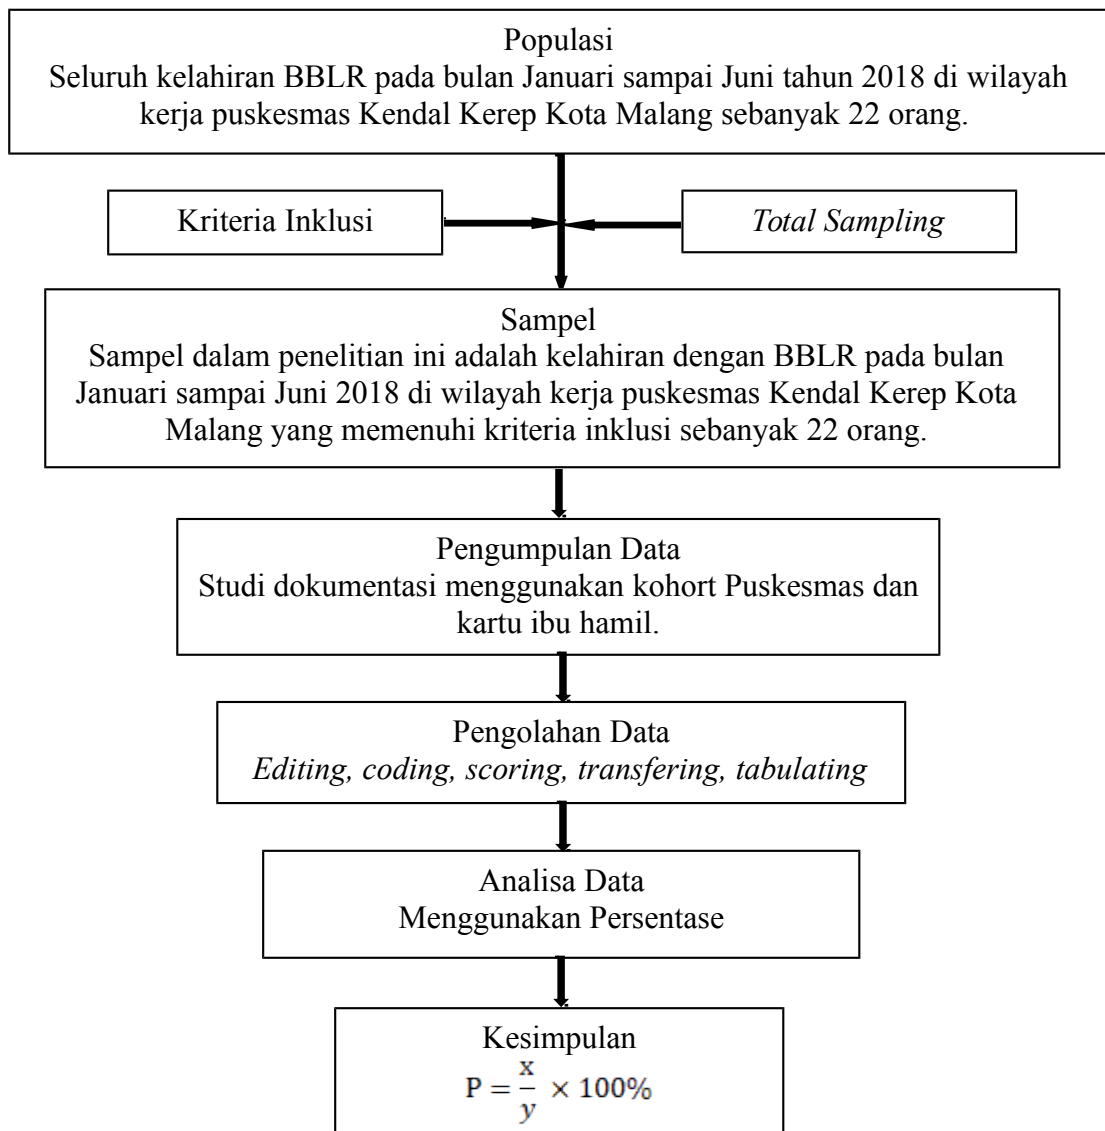 Populasi
Seluruh kelahiran BBLR pada bulan Januari sampai Juni tahun 2018 di wilayah
kerja puskesmas Kendal Kerep Kota Malang sebanyak 22 orang.
Kriteria Inklusi
Total Sampling
Sampel
Sampel dalam penelitian ini adalah kelahiran dengan BBLR pada bulan
Januari sampai Juni 2018 di wilayah kerja puskesmas Kendal Kerep Kota
Malang yang memenuhi kriteria inklusi sebanyak 22 orang.
Pengumpulan Data
Studi dokumentasi menggunakan kohort Puskesmas dan
kartu ibu hamil.
Pengolahan Data
Editing, coding, scoring, transfering, tabulating
Analisa Data
Menggunakan Persentase
Kesimpulan
P = x/y × 100%